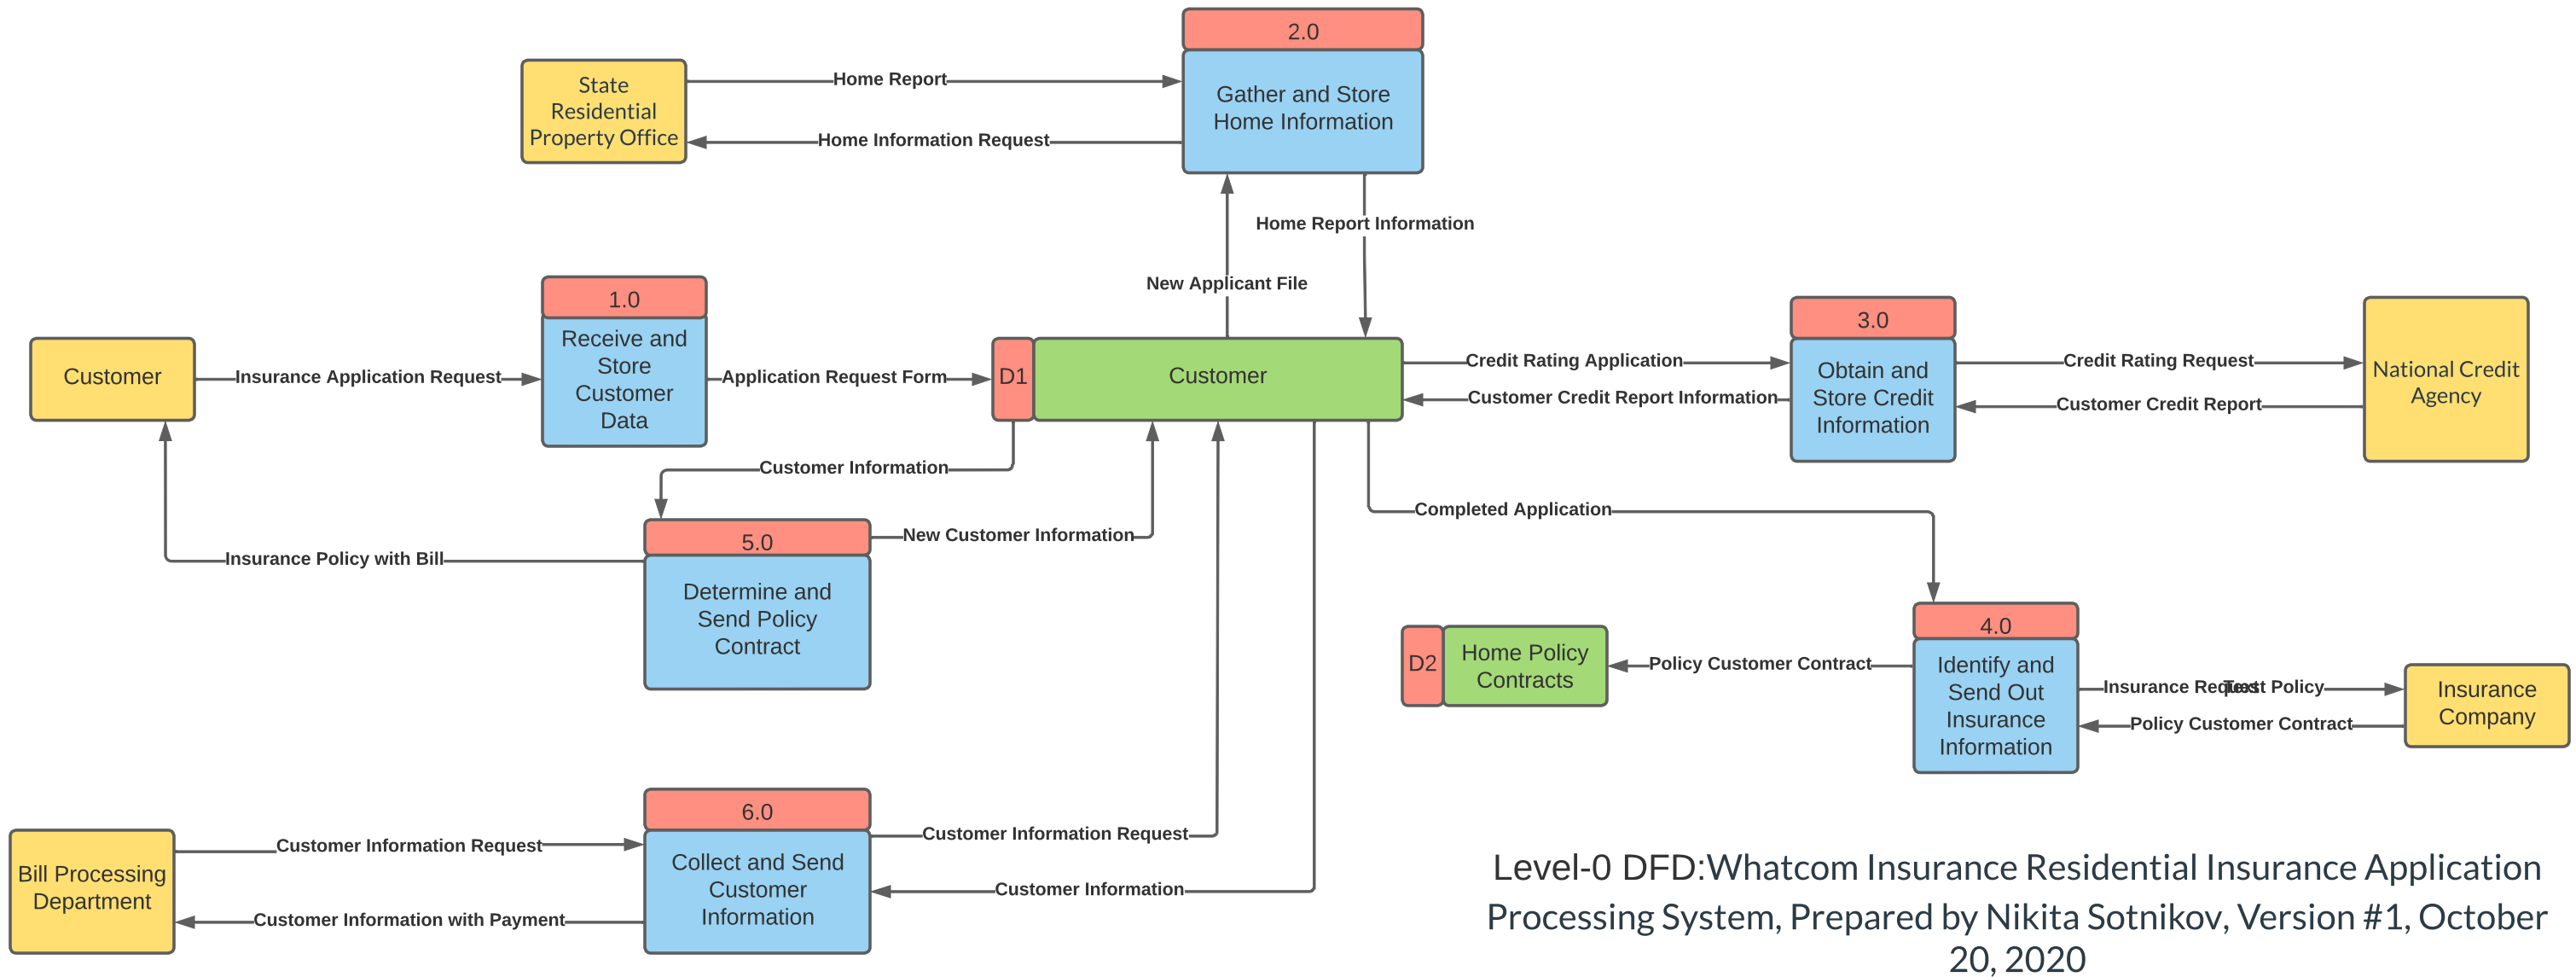 2.0
State
Residential
Property Office
Home Report
Gather and Store
Home Information
Home Information Request
Home Report Information
New Applicant File
1.0
Receive and
Store
Customer
Data
Customer
Insurance Application Request
Application Request Form
D1
Customer
Credit Rating Application
Customer Credit Report Information
3.0
Obtain and
Store Credit
Information
Credit Rating Request
Customer Credit Report
National Credit
Agency
Customer Information
5.0
Determine and
Send Policy
Contract
New Customer Information
Insurance Policy with Bill
Completed Application
4.0
Identify and
Send Out
Insurance
Information
D2
Home Policy
Contracts
Policy Customer Contract
Insurance Request Policy
Text
Policy Customer Contract
Insurance
Company
6.0
Collect and Send
Customer
Information
Bill Processing
Department
Customer Information Request
Customer Information with Payment
Customer Information Request
Customer Information
Level-0 DFD:Whatcom Insurance Residential Insurance Application
Processing System, Prepared by Nikita Sotnikov, Version #1, October
20, 2020